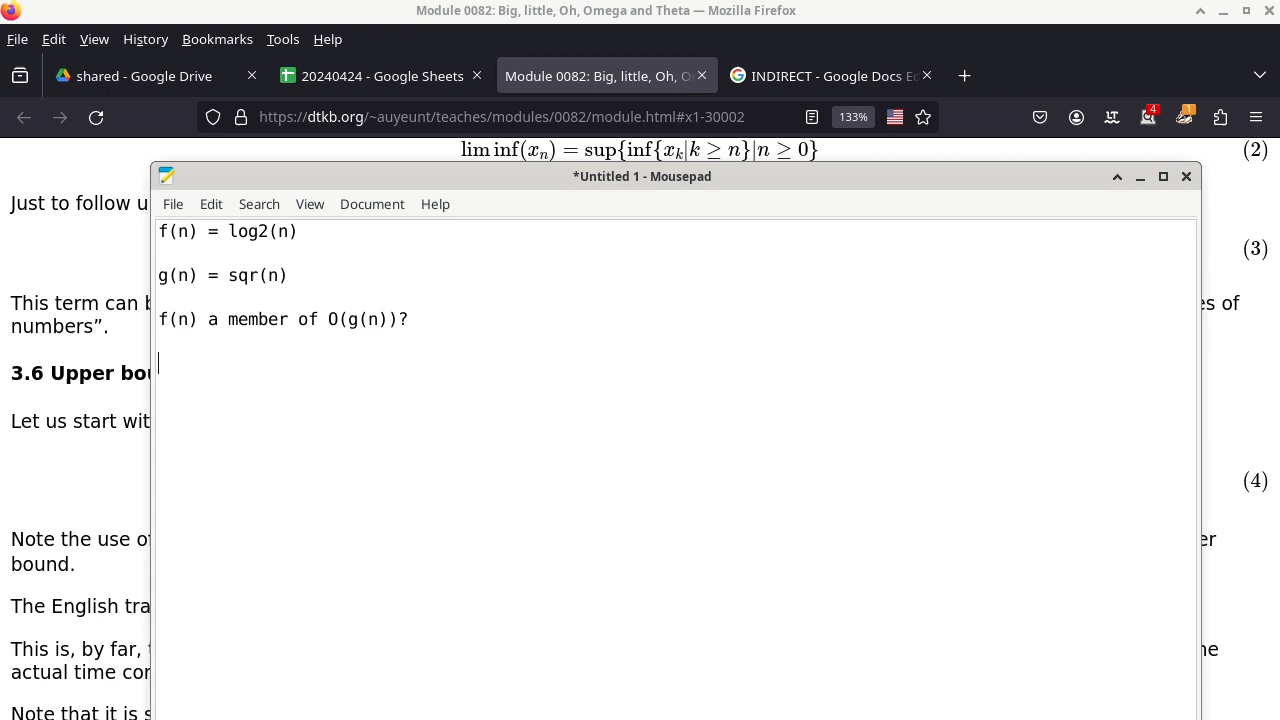 Module 0082: Big, little, Oh, Omega and Theta — Mozilla Firefox
File Edit View History Bookmarks Tools Help
shared - Google Drive 20240424 - Google Sheets Module 0082: Big, little, Oh, O INDIRECT - Google Docs Ed
https://dtkb.org/~auyeunt/teaches/modules/0082/module.html#x1-30002 133% 4 1
lim inf(xₙ) = sup{inf{xₖ|k ≥ n}|n ≥ 0} (2)
*Untitled 1 - Mousepad
Just to follow u
File Edit Search View Document Help
f(n) = log2(n)
(3)
g(n) = sqr(n)
This term can b es of
numbers”.
f(n) a member of O(g(n))?
3.6 Upper bou
Let us start wit
(4)
Note the use of er
bound.
The English tra
This is, by far, he
actual time con
Note that it is s